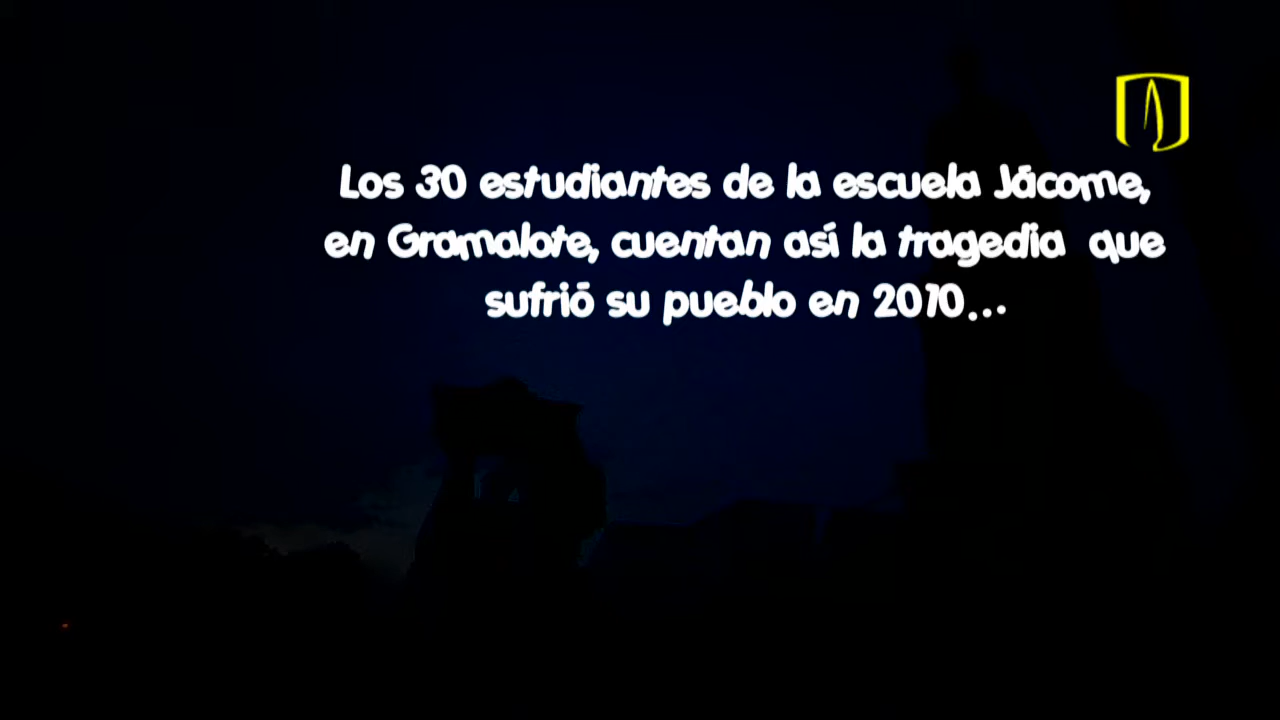 Los 30 estudiantes de la escuela Jácome,
en Gramalote, cuentan así la tragedia que
sufrió su pueblo en 2010...